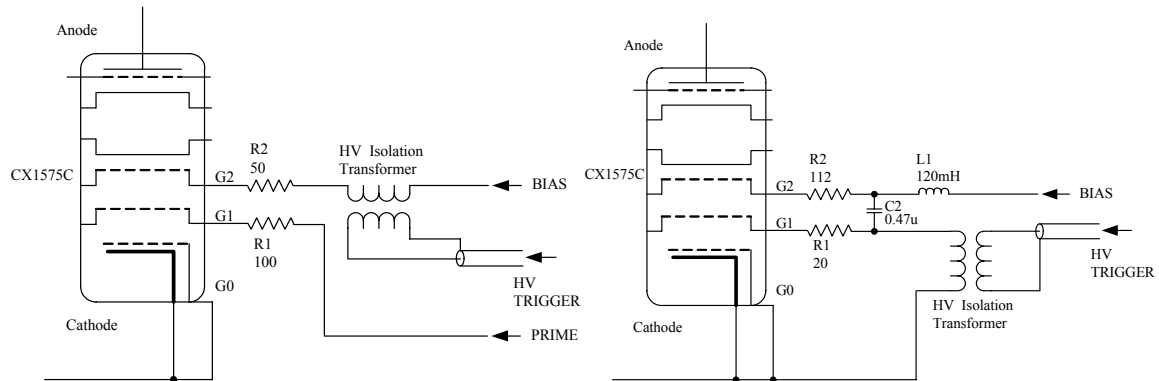 Anode
CX1575C
R2
50
G2
HV Isolation
Transformer
BIAS
G1
R1
100
HV
TRIGGER
G0
Cathode
PRIME
Anode
CX1575C
R2
112
L1
120mH
G2
BIAS
C2
0.47u
G1
R1
20
HV
TRIGGER
G0
HV Isolation
Transformer
Cathode